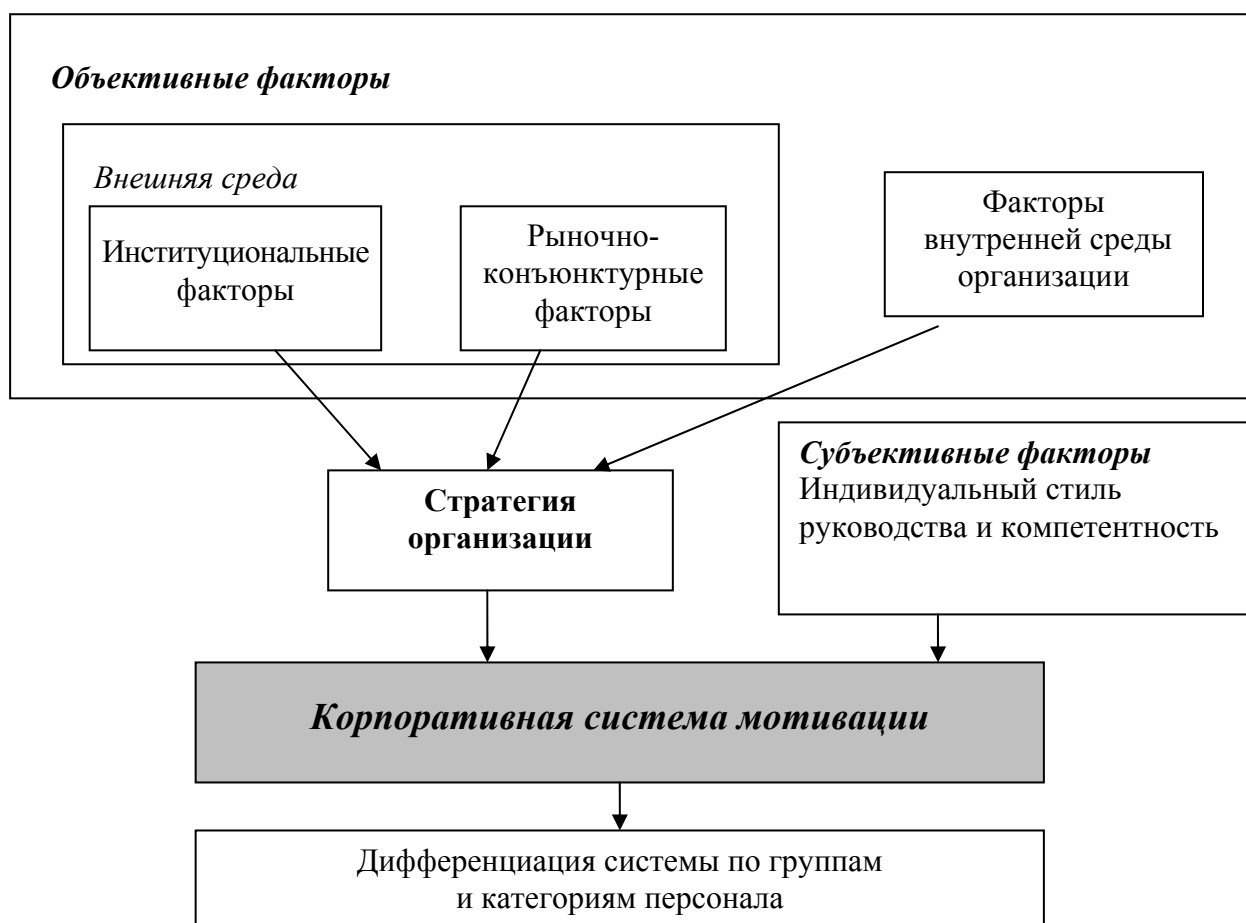 Объективные факторы
Внешняя среда
Институциональные
факторы
Рыночно-
конъюнктурные
факторы
Факторы
внутренней среды
организации
Стратегия
организации
Субъективные факторы
Индивидуальный стиль
руководства и компетентность
Корпоративная система мотивации
Дифференциация системы по группам
и категориям персонала